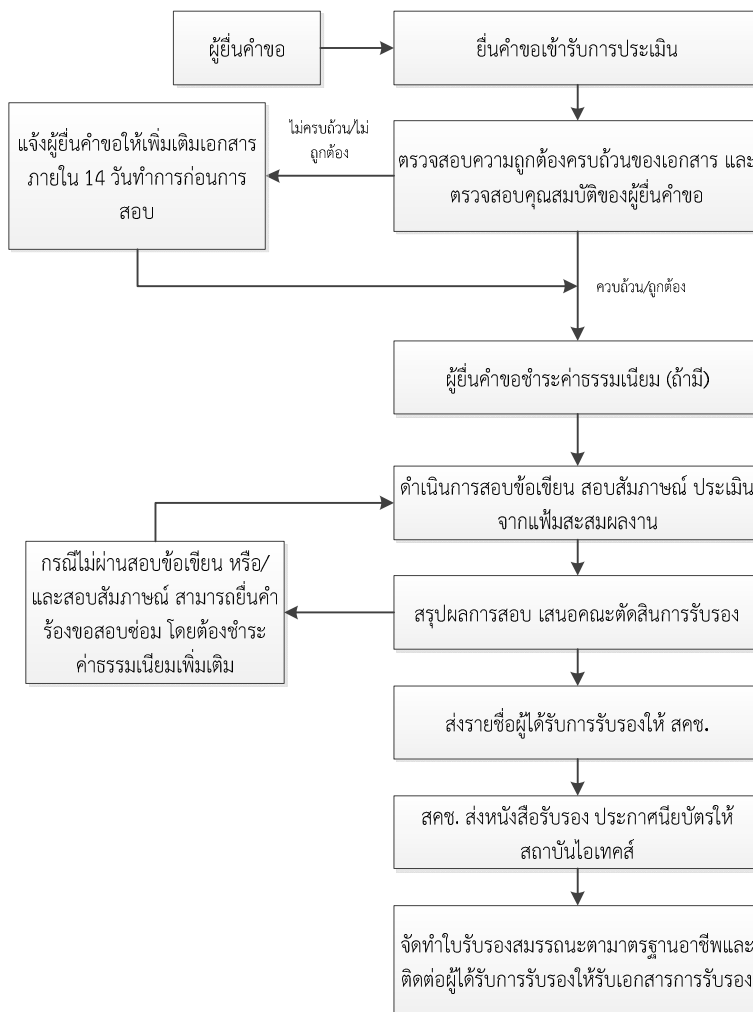 ผู้ยื่นคำขอ
ยื่นคำขอเข้ารับการประเมิน
ไม่ครบถ้วน/ไม่
ถูกต้อง
แจ้งผู้ยื่นคำขอให้เพิ่มเติมเอกสาร
ภายใน 14 วันทำการก่อนการ
สอบ
ตรวจสอบความถูกต้องครบถ้วนของเอกสาร และ
ตรวจสอบคุณสมบัติของผู้ยื่นคำขอ
ควบถ้วน/ถูกต้อง
ผู้ยื่นคำขอชำระค่าธรรมเนียม (ถ้ามี)
ดำเนินการสอบข้อเขียน สอบสัมภาษณ์ ประเมิน
จากแฟ้มสะสมผลงาน
กรณีไม่ผ่านสอบข้อเขียน หรือ/
และสอบสัมภาษณ์ สามารถยื่นคำ
ร้องขอสอบซ่อม โดยต้องชำระ
ค่าธรรมเนียมเพิ่มเติม
สรุปผลการสอบ เสนอคณะตัดสินการรับรอง
ส่งรายชื่อผู้ได้รับการรับรองให้ สคช.
สคช. ส่งหนังสือรับรอง ประกาศนียบัตรให้
สถาบันไอเทคส์
จัดทำใบรับรองสมรรถนะตามาตรฐานอาชีพและ
ติดต่อผู้ได้รับการรับรองให้รับเอกสารการรับรอง